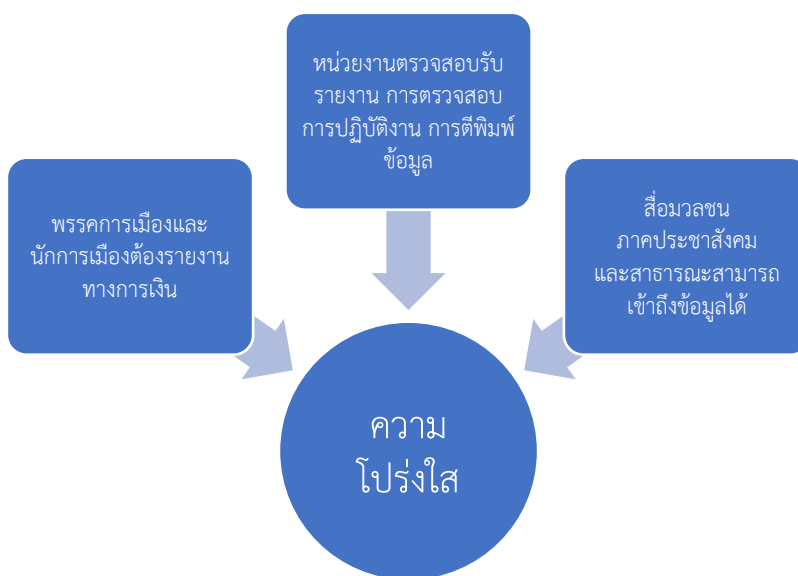 หน่วยงานตรวจสอบรับ
รายงาน การตรวจสอบ
การปฏิบัติงาน การตีพิมพ์
ข้อมูล
พรรคการเมืองและ
นักการเมืองต้องรายงาน
ทางการเงิน
สื่อมวลชน
ภาคประชาสังคม
และสาธารณะสามารถ
เข้าถึงข้อมูลได้
ความ
โปร่งใส